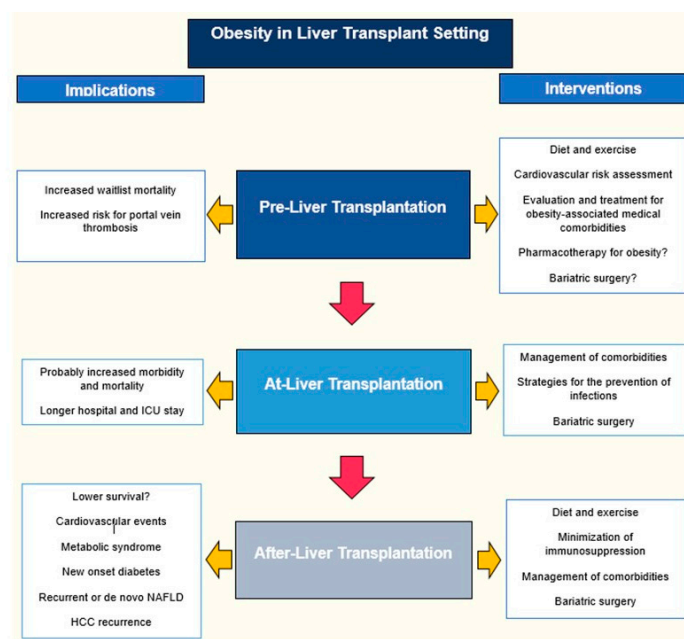 Obesity in Liver Transplant Setting
Implications
Interventions
Increased waitlist mortality
Increased risk for portal vein
thrombosis
Pre-Liver Transplantation
Diet and exercise
Cardiovascular risk assessment
Evaluation and treatment for
obesity-associated medical
comorbidities
Pharmacotherapy for obesity?
Bariatric surgery?
Probably increased morbidity
and mortality
Longer hospital and ICU stay
At-Liver Transplantation
Management of comorbidities
Strategies for the prevention of
infections
Bariatric surgery
Lower survival?
Cardiovascular events
Metabolic syndrome
New onset diabetes
Recurrent or de novo NAFLD
HCC recurrence
After-Liver Transplantation
Diet and exercise
Minimization of
immunosuppression
Management of comorbidities
Bariatric surgery